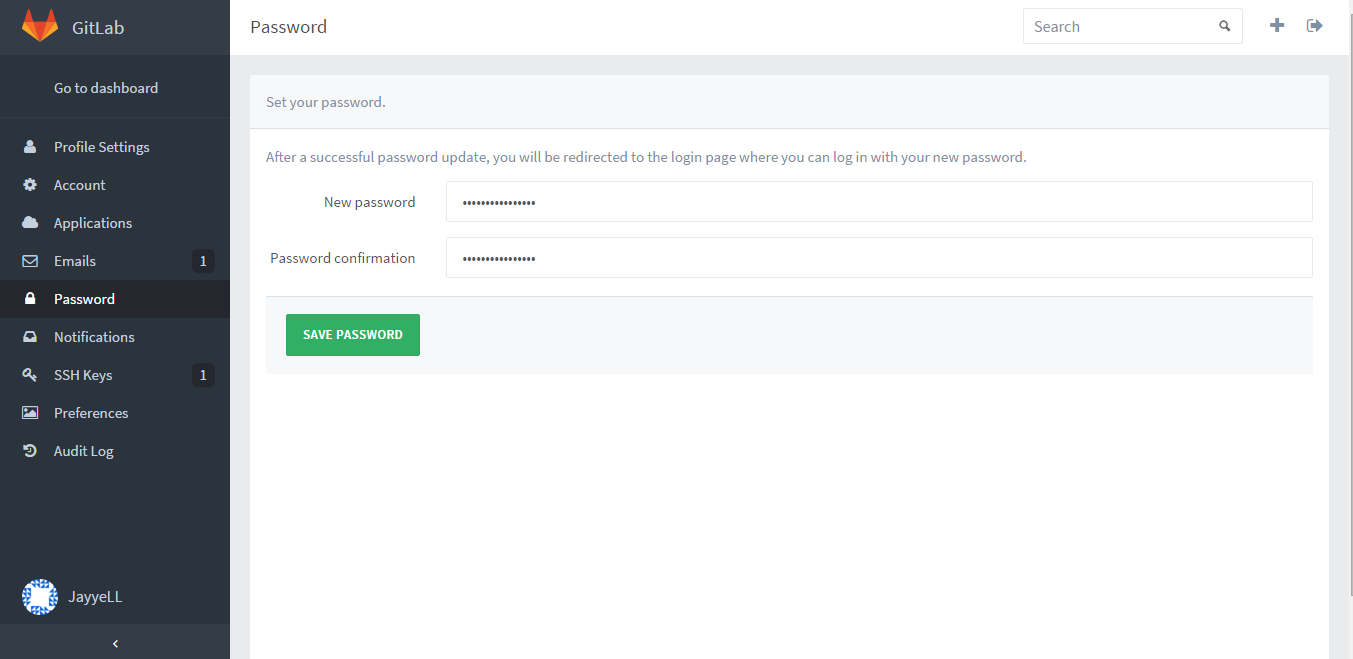 GitLab
Password
Search
Go to dashboard
Set your password.
Profile Settings
After a successful password update, you will be redirected to the login page where you can log in with your new password.
Account
New password ••••••••••••••••
Applications
Emails 1
Password confirmation ••••••••••••••••
Password
Notifications
SAVE PASSWORD
SSH Keys 1
Preferences
Audit Log
JayyeLL